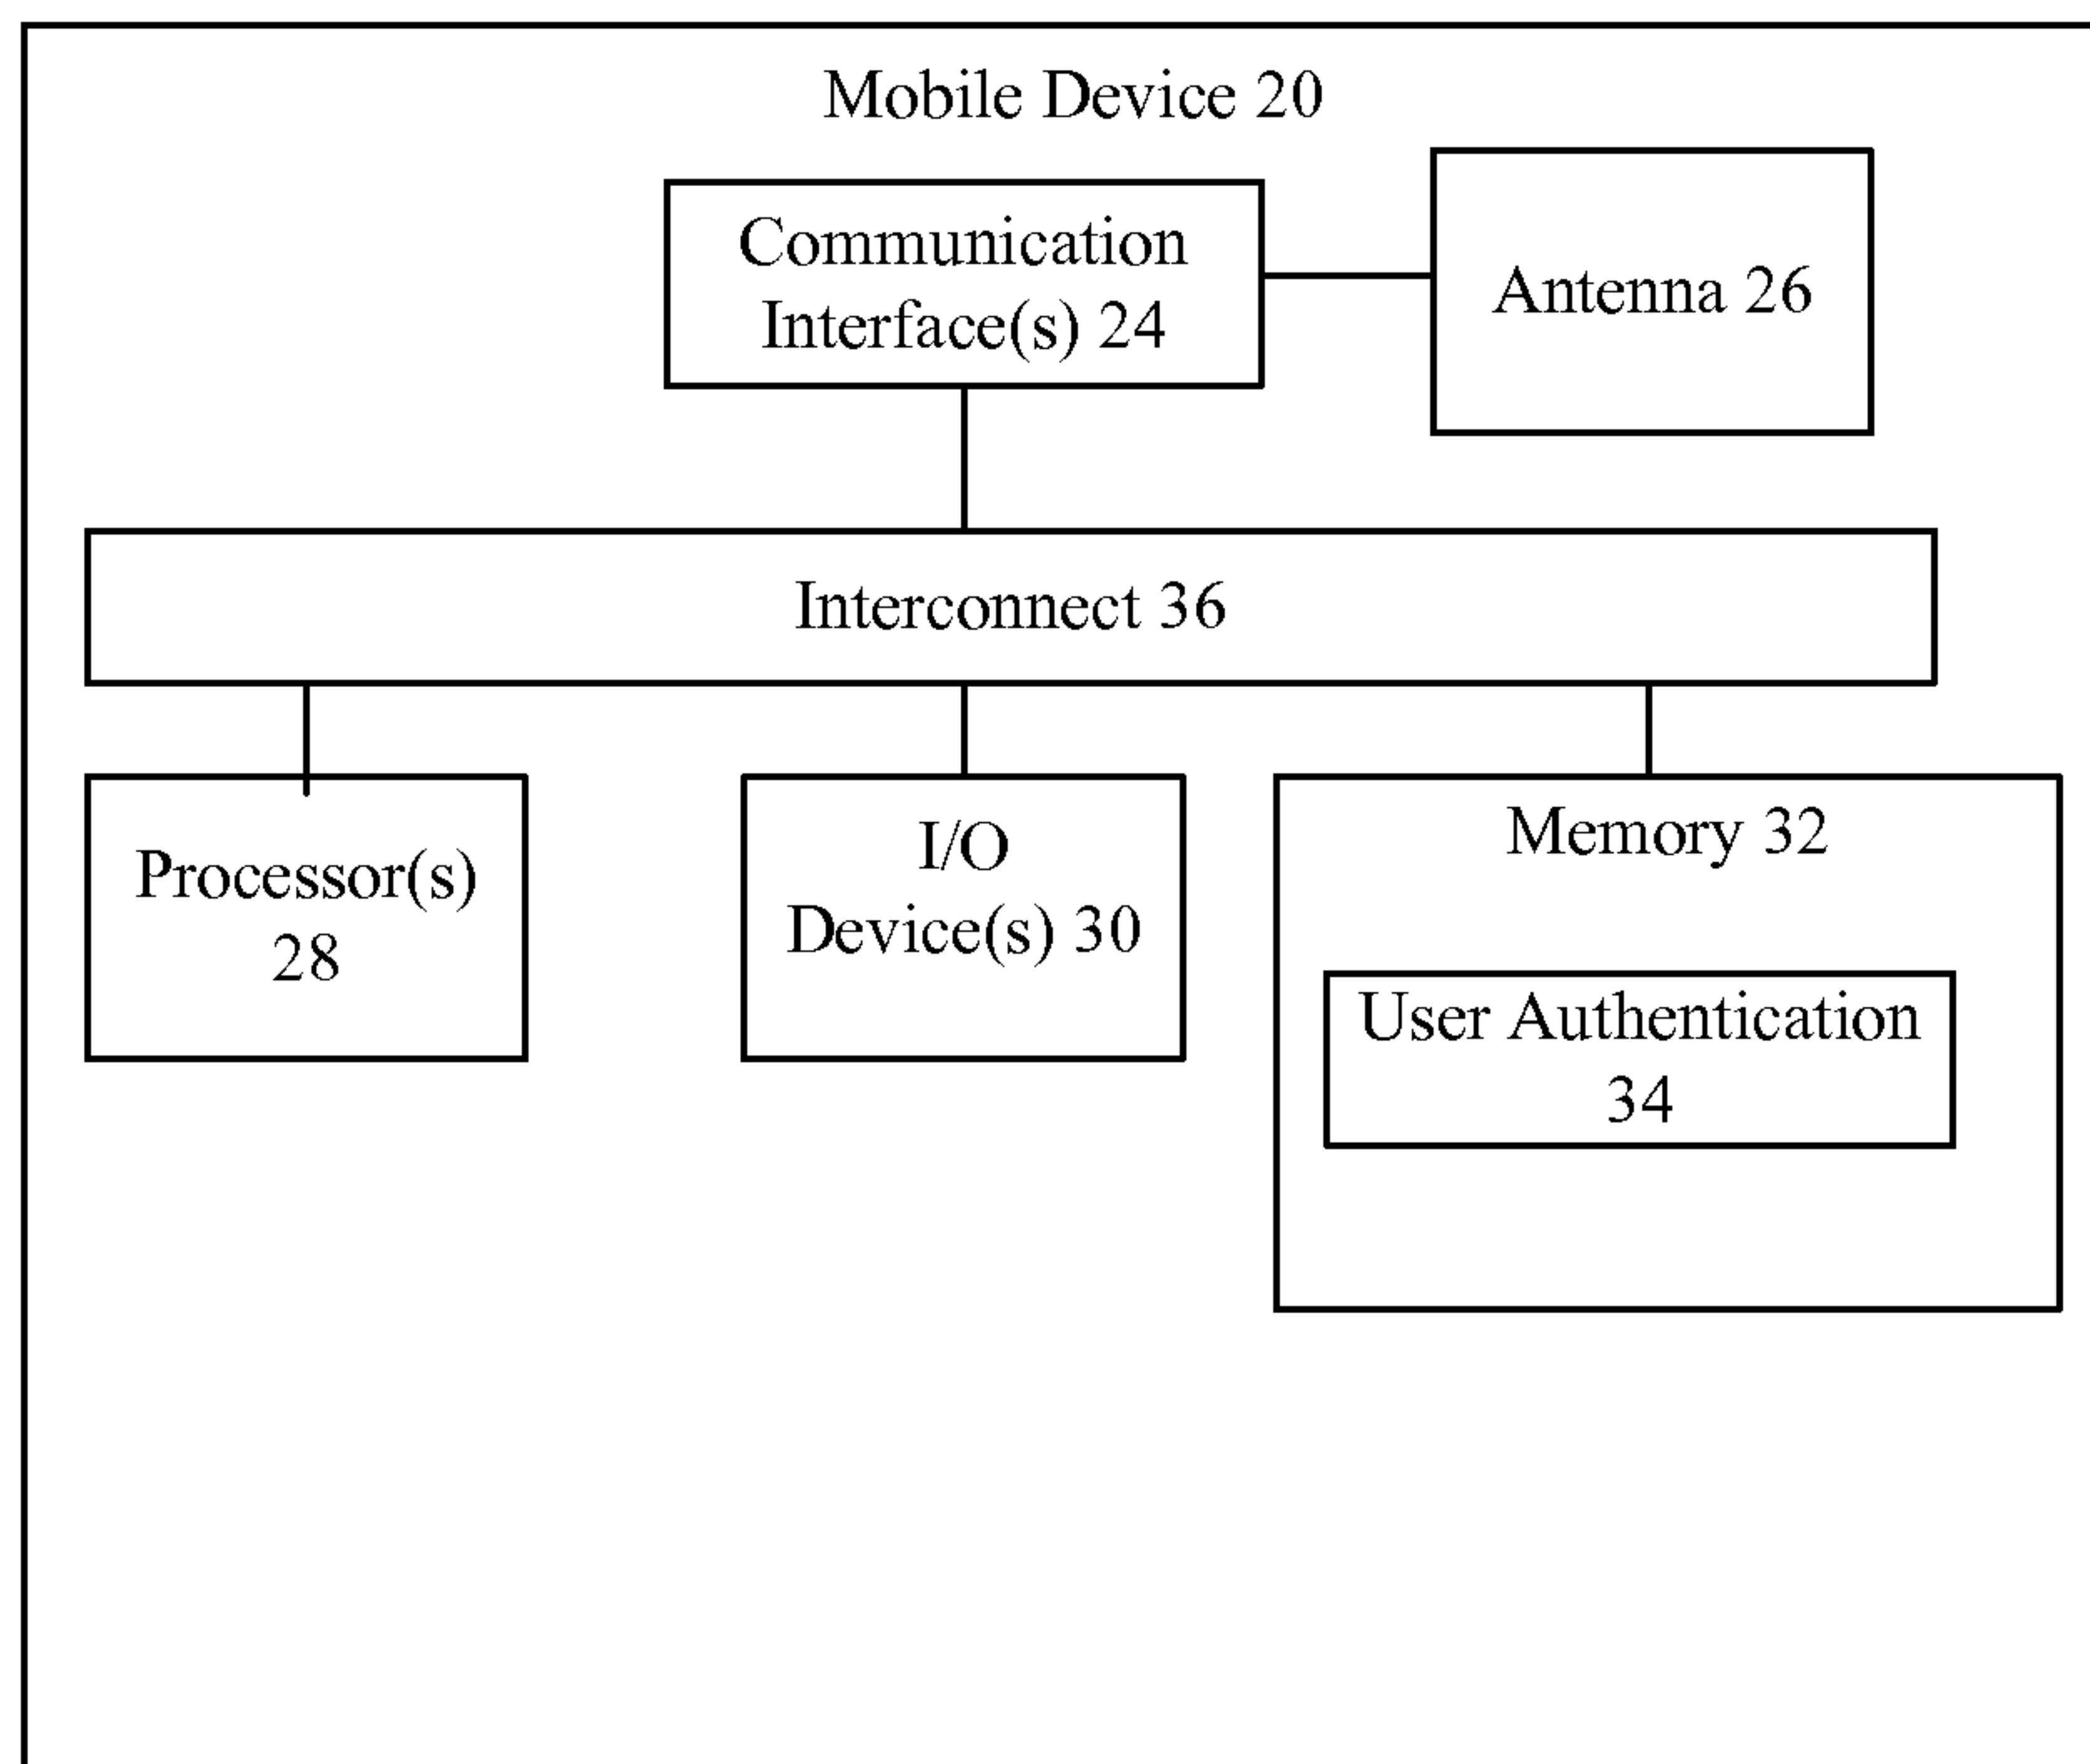 Mobile Device 20
Communication
Interface(s) 24
Antenna 26
Interconnect 36
Processor(s)
28
I/O
Device(s) 30
Memory 32
User Authentication
34